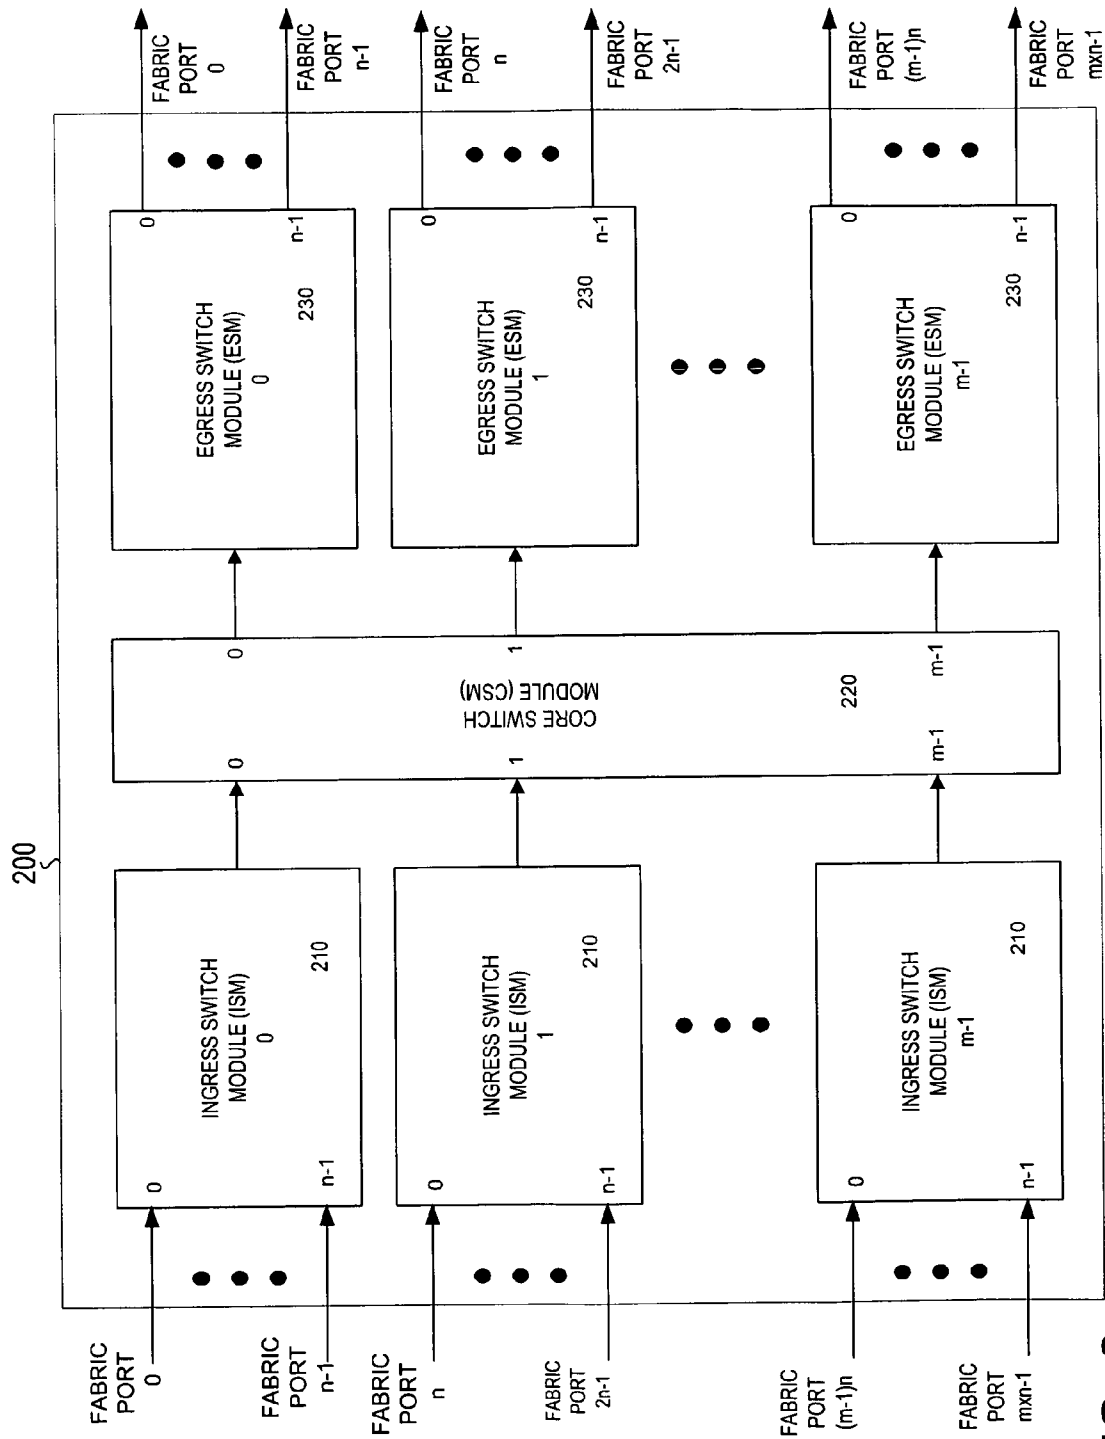 200
FABRIC
PORT
0
FABRIC
PORT
n-1
FABRIC
PORT
n
FABRIC
PORT
2n-1
FABRIC
PORT
(m-1)n
FABRIC
PORT
mxn-1
0
n-1
INGRESS SWITCH
MODULE (ISM)
0
210
0
n-1
INGRESS SWITCH
MODULE (ISM)
1
210
0
n-1
INGRESS SWITCH
MODULE (ISM)
m-1
210
0
1
m-1
CORE SWITCH
MODULE (CSM)
220
0
1
m-1
EGRESS SWITCH
MODULE (ESM)
0
230
0
n-1
EGRESS SWITCH
MODULE (ESM)
1
230
0
n-1
EGRESS SWITCH
MODULE (ESM)
m-1
230
0
n-1
FABRIC
PORT
0
FABRIC
PORT
n-1
FABRIC
PORT
n
FABRIC
PORT
2n-1
FABRIC
PORT
(m-1)n
FABRIC
PORT
mxn-1